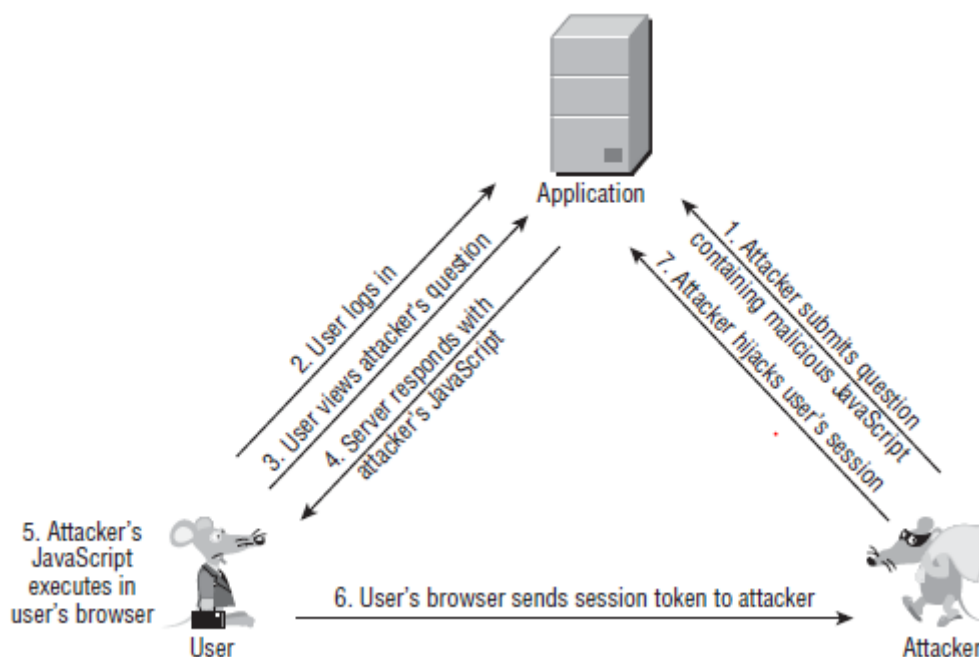 Application
1. Attacker submits question
containing malicious JavaScript
7. Attacker hijacks user's session
2. User logs in
3. User views attacker's question
4. Server responds with
attacker's JavaScript
5. Attacker's
JavaScript
executes in
user's browser
6. User's browser sends session token to attacker
User
Attacker